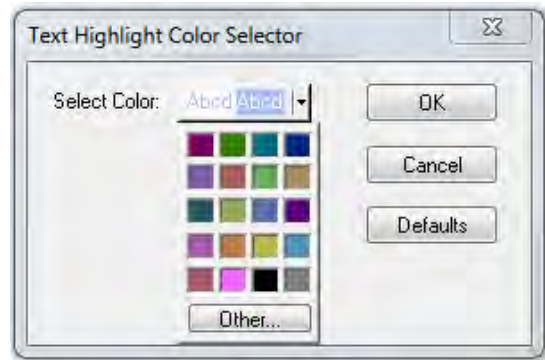 Text Highlight Color Selector
Select Color: Abcd Abcd
OK
Cancel
Defaults
Other...